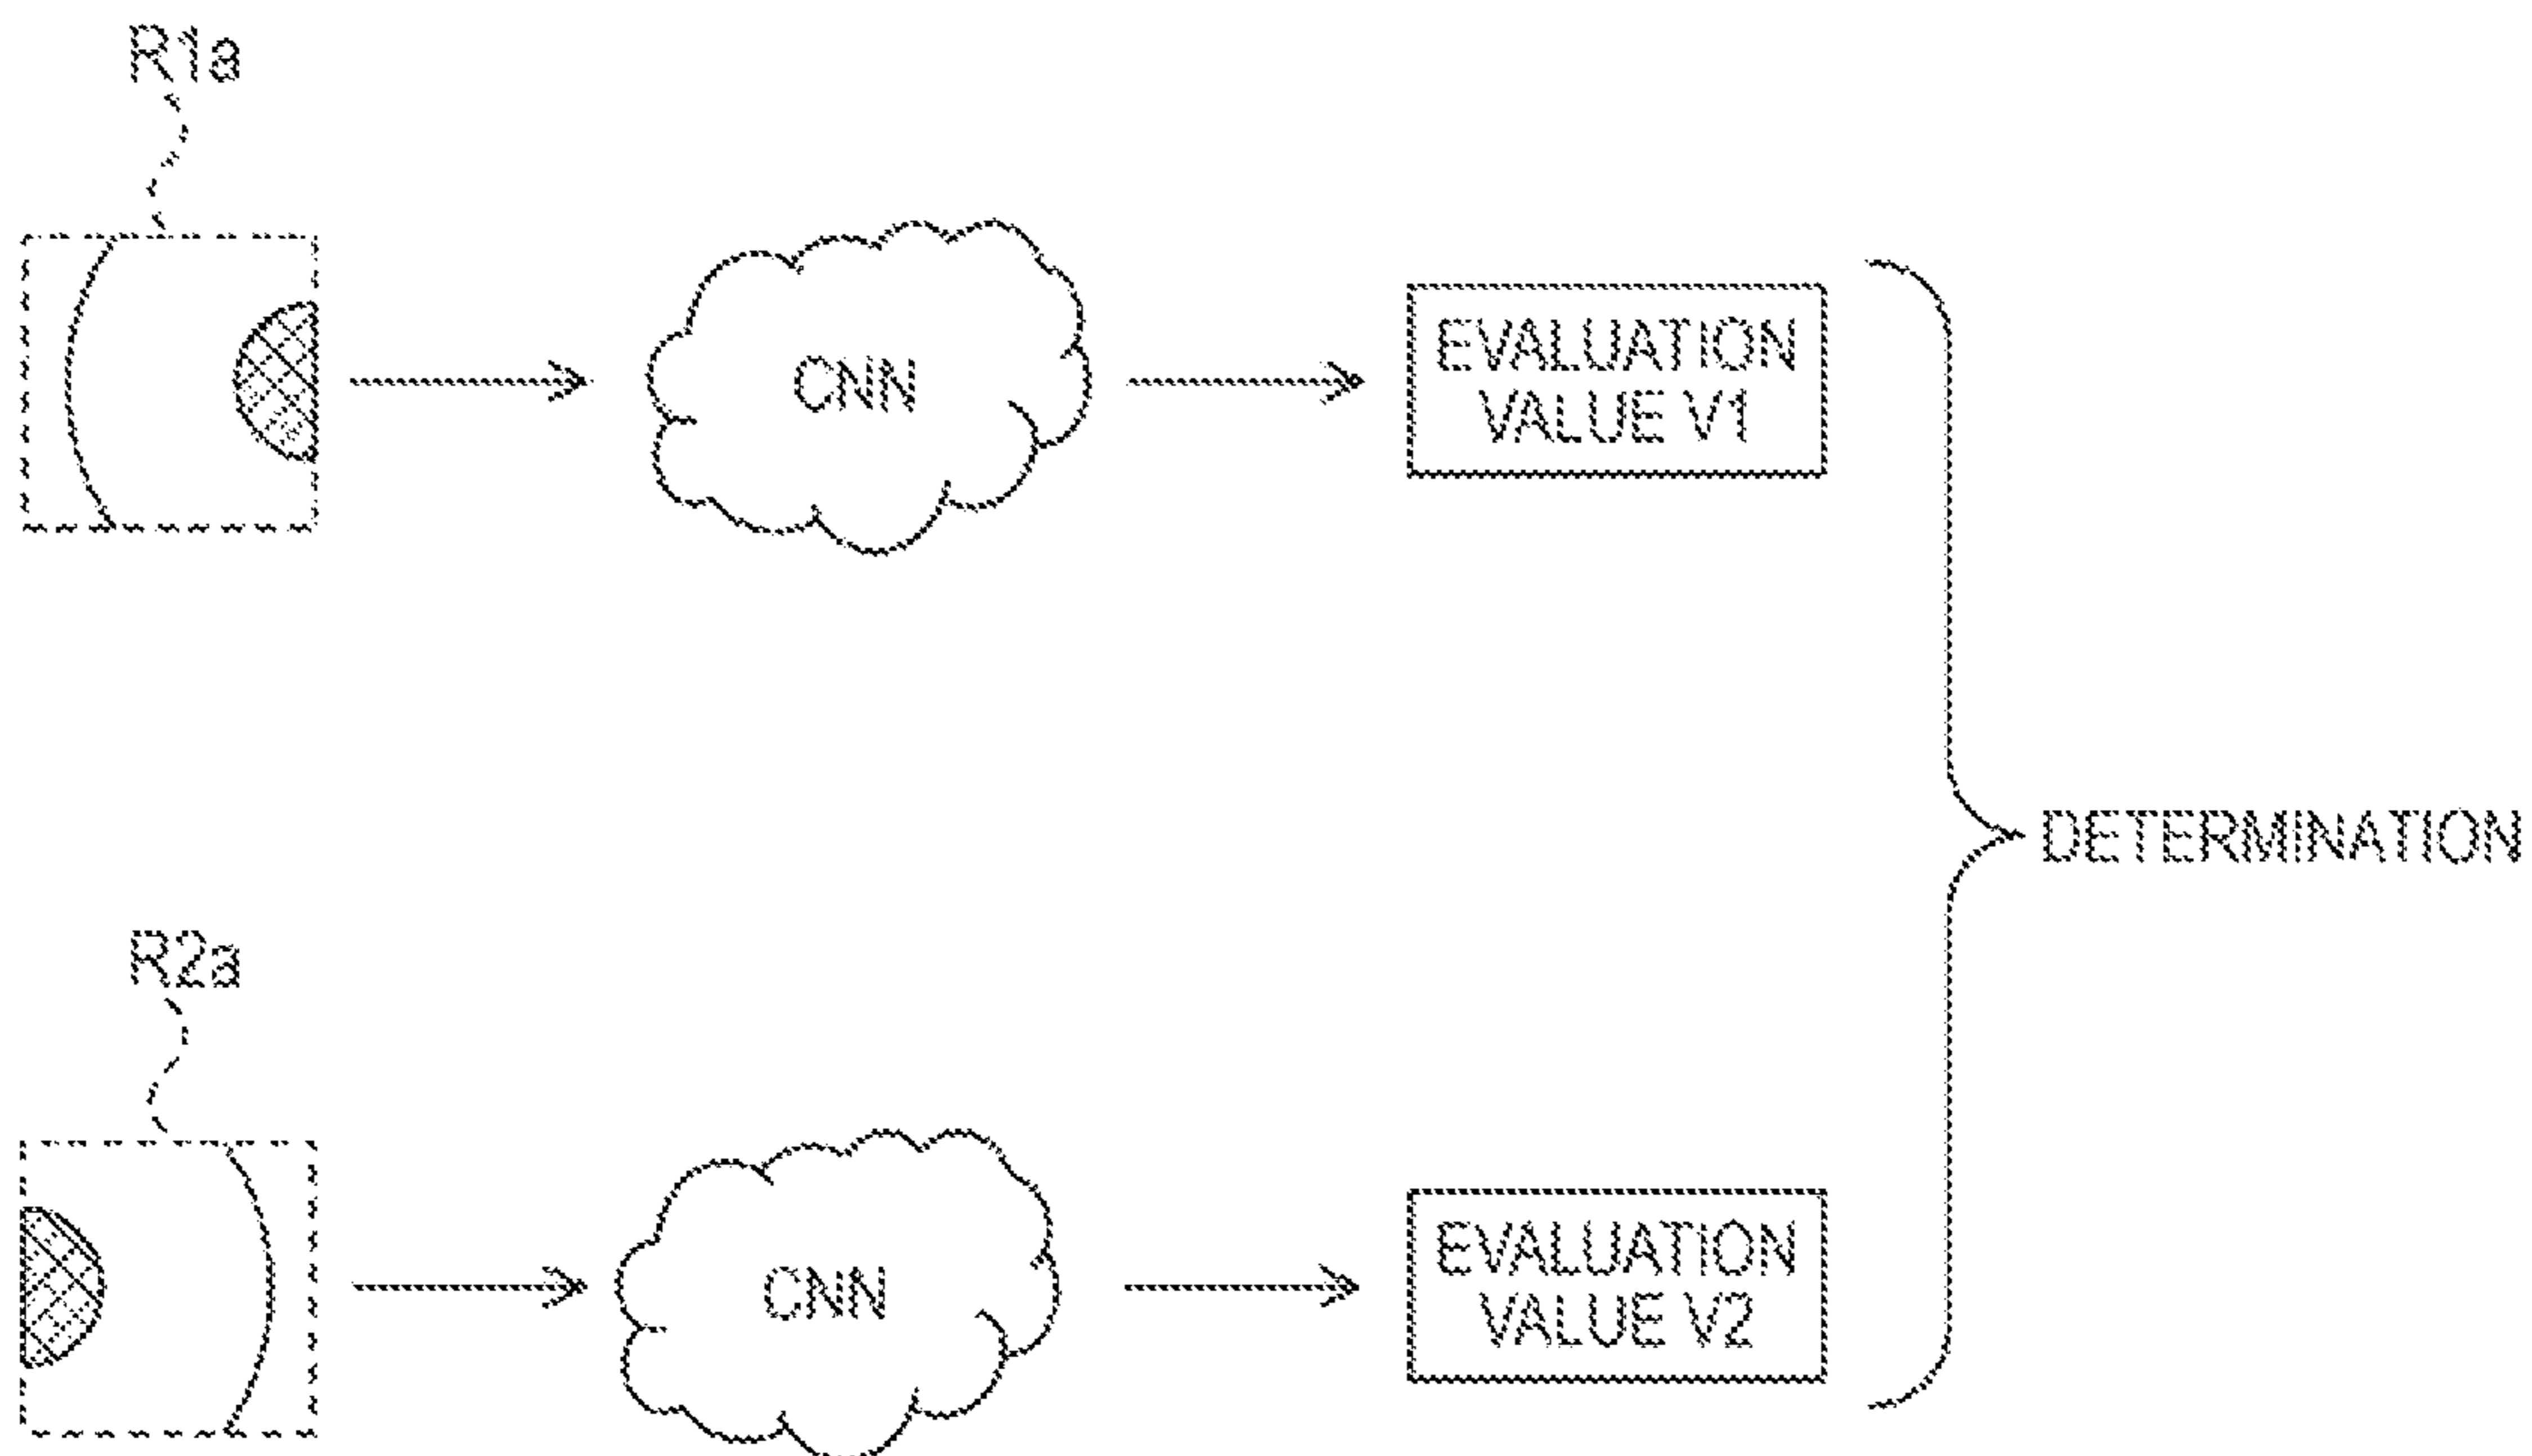 R1a
CNN
EVALUATION
VALUE V1
DETERMINATION
R2a
CNN
EVALUATION
VALUE V2